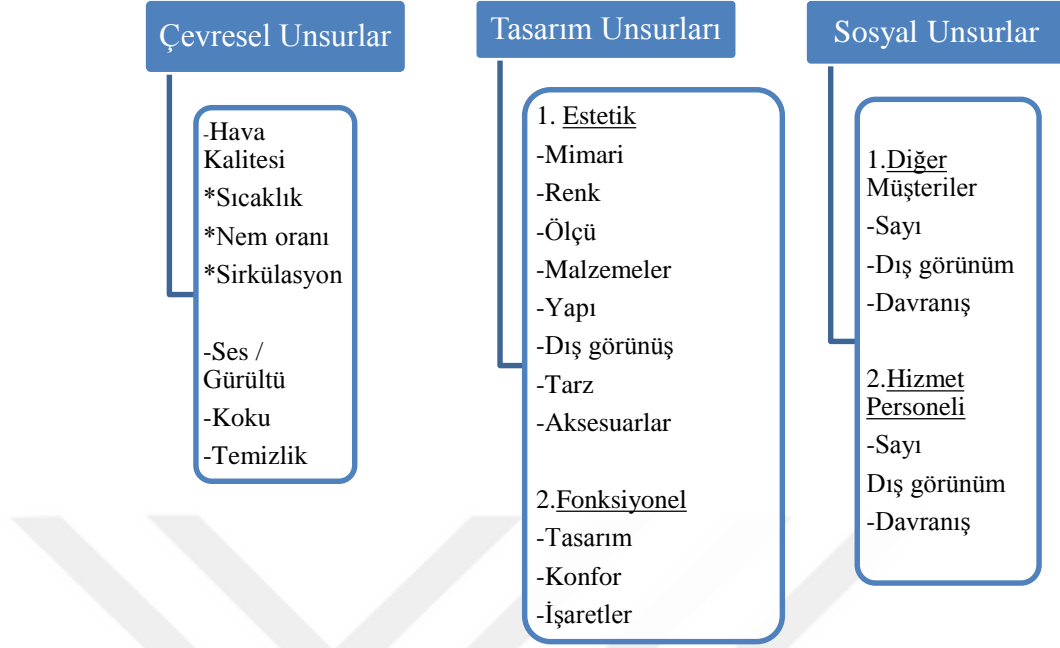 Çevresel Unsurlar
-Hava
Kalitesi
*Sıcaklık
*Nem oranı
*Sirkülasyon
-Ses /
Gürültü
-Koku
-Temizlik
Tasarım Unsurları
1. Estetik
-Mimari
-Renk
-Ölçü
-Malzemeler
-Yapı
-Dış görünüş
-Tarz
-Aksesuarlar
2.Fonksiyonel
-Tasarım
-Konfor
-İşaretler
Sosyal Unsurlar
1.Diğer
Müşteriler
-Sayı
-Dış görünüm
-Davranış
2.Hizmet
Personeli
-Sayı
Dış görünüm
-Davranış